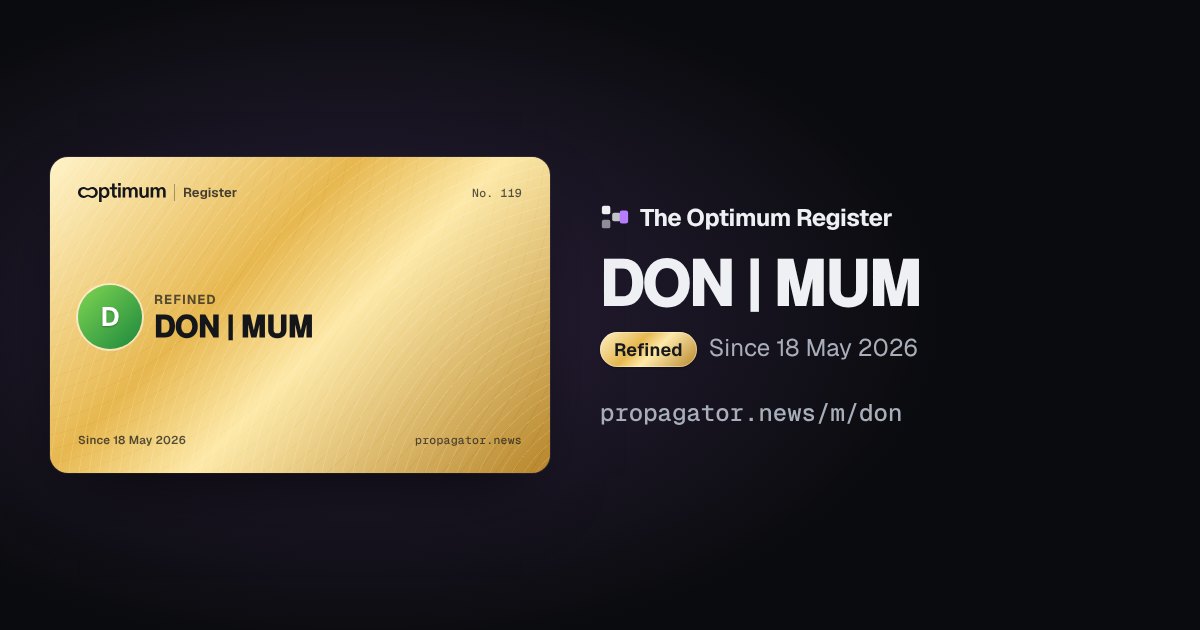 optimum | Register
No. 119
D
REFINED
DON | MUM
Since 18 May 2026
propagator.news
The Optimum Register
DON | MUM
Refined
Since 18 May 2026
propagator.news/m/don